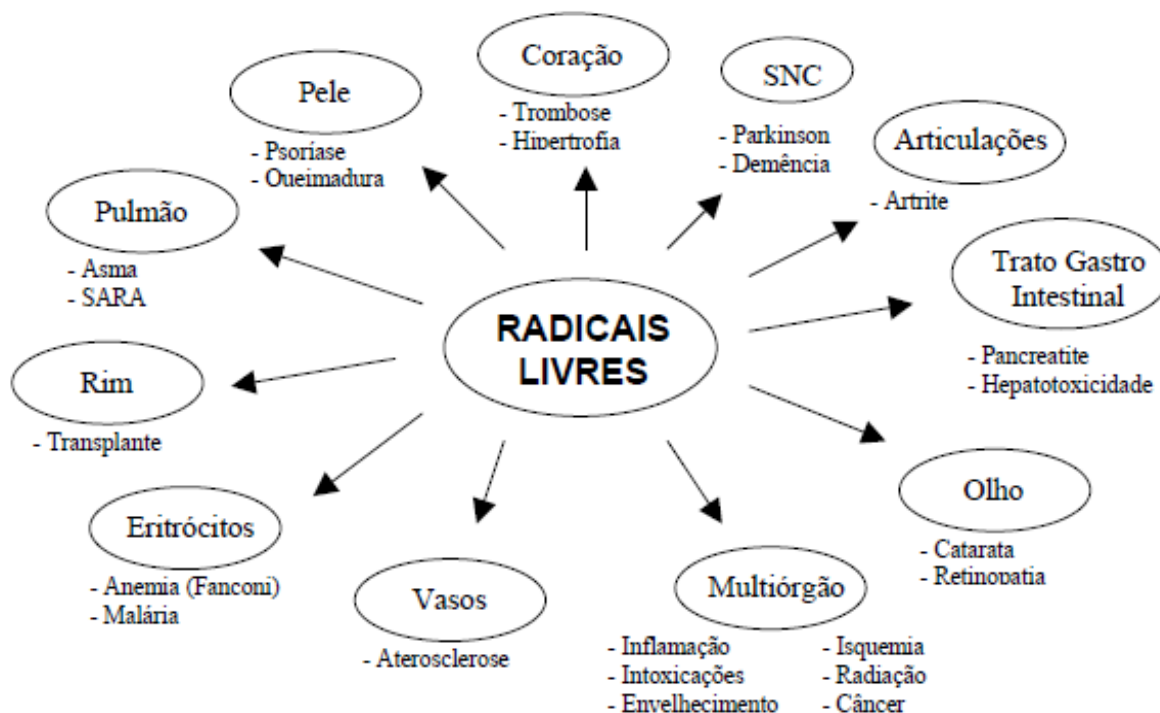 Coração
- Trombose
- Hipertrofia
SNC
- Parkinson
- Demência
Pele
- Psoríase
- Queimadura
Articulações
- Artrite
Pulmão
- Asma
- SARA
Trato Gastro
Intestinal
- Pancreatite
- Hepatotoxicidade
RADICAIS
LIVRES
Rim
- Transplante
Olho
- Catarata
- Retinopatia
Eritrócitos
- Anemia (Fanconi)
- Malária
Vasos
- Aterosclerose
Multiórgão
- Inflamação
- Intoxicações
- Envelhecimento
- Isquemia
- Radiação
- Câncer